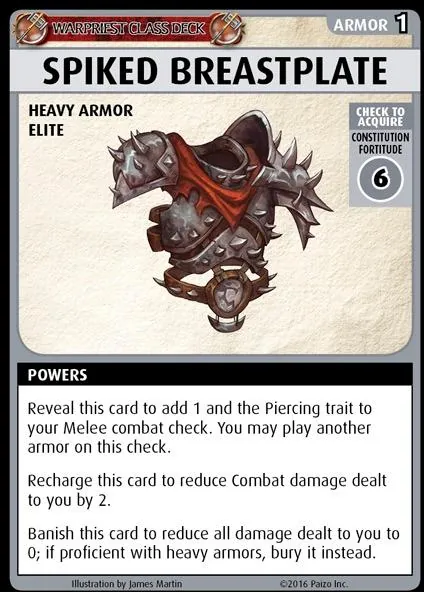 WARPRIEST CLASS DECK
ARMOR 1
SPIKED BREASTPLATE
HEAVY ARMOR
ELITE
CHECK TO
ACQUIRE
CONSTITUTION
FORTITUDE
6
POWERS
Reveal this card to add 1 and the Piercing trait to
your Melee combat check. You may play another
armor on this check.
Recharge this card to reduce Combat damage dealt
to you by 2.
Banish this card to reduce all damage dealt to you to
0; if proficient with heavy armors, bury it instead.
Illustration by James Martin
©2016 Paizo Inc.